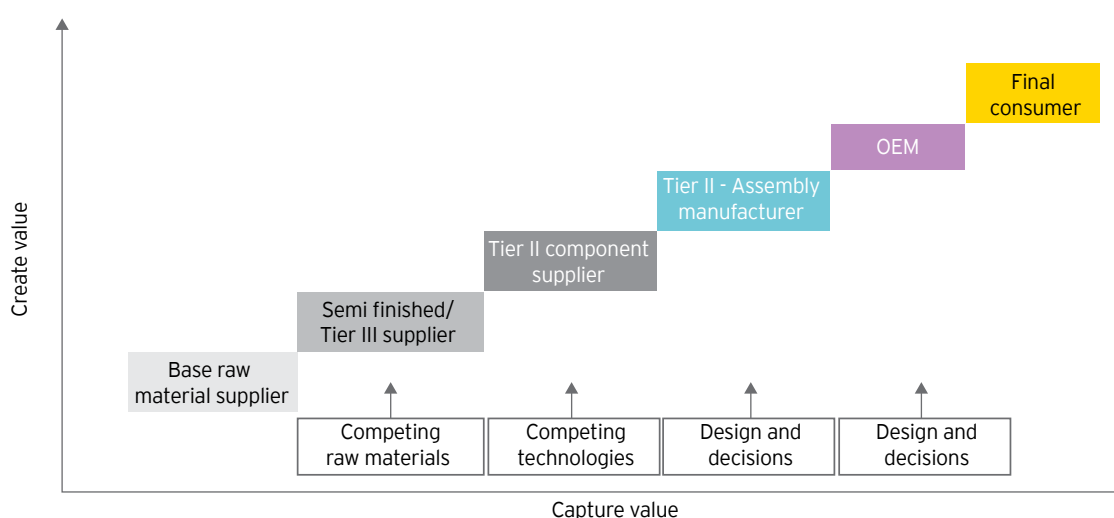 Final
consumer
OEM
Tier II - Assembly
manufacturer
Tier II component
supplier
Semi finished/
Tier III supplier
Base raw
material supplier
Competing
raw materials
Competing
technologies
Design and
decisions
Design and
decisions
Create value
Capture value